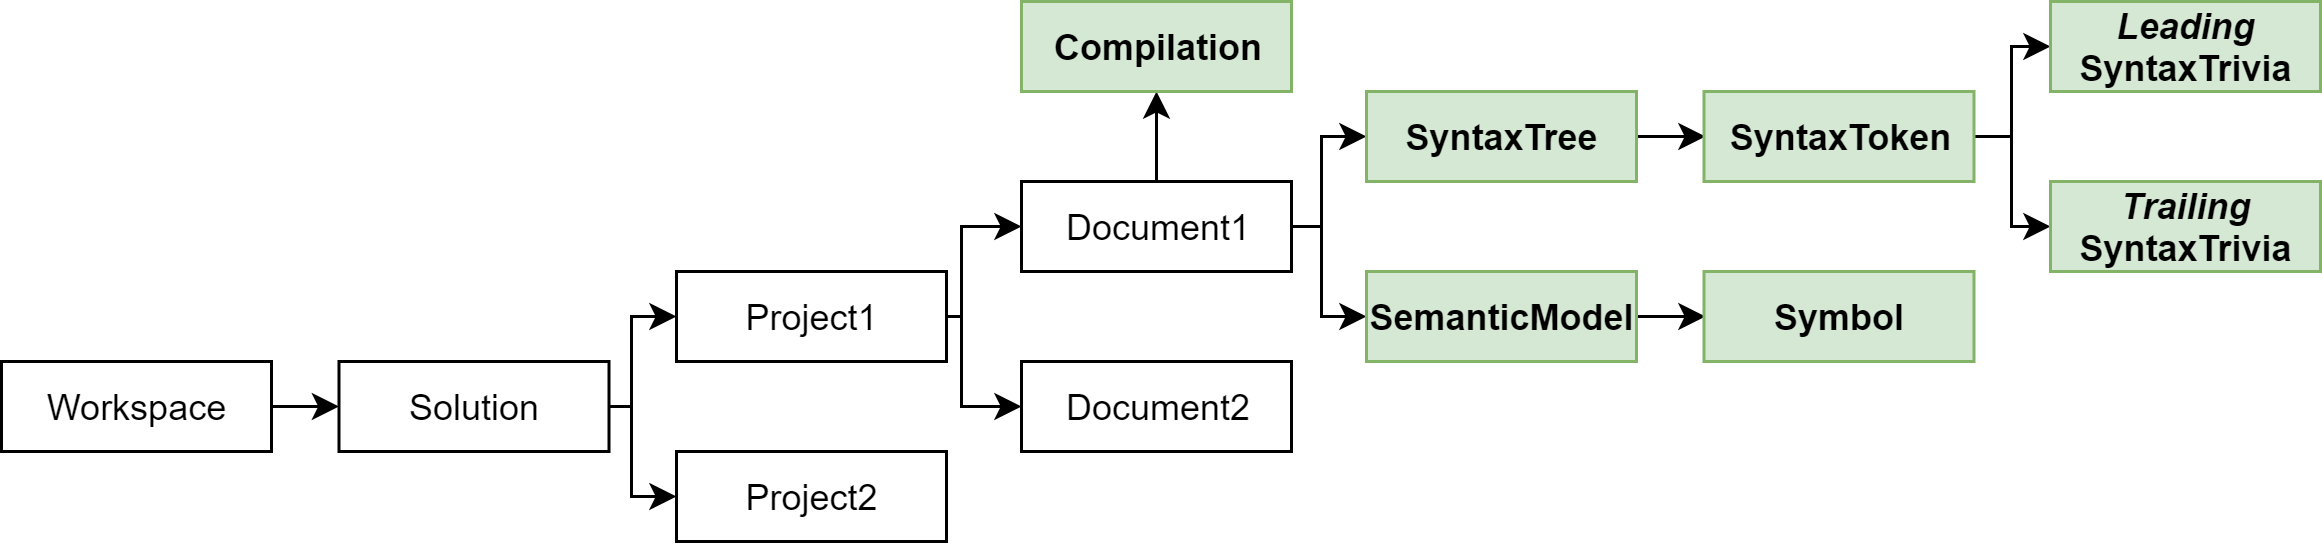 Compilation
Leading
SyntaxTrivia
SyntaxTree
SyntaxToken
Document1
Trailing
SyntaxTrivia
Project1
SemanticModel
Symbol
Workspace
Solution
Document2
Project2